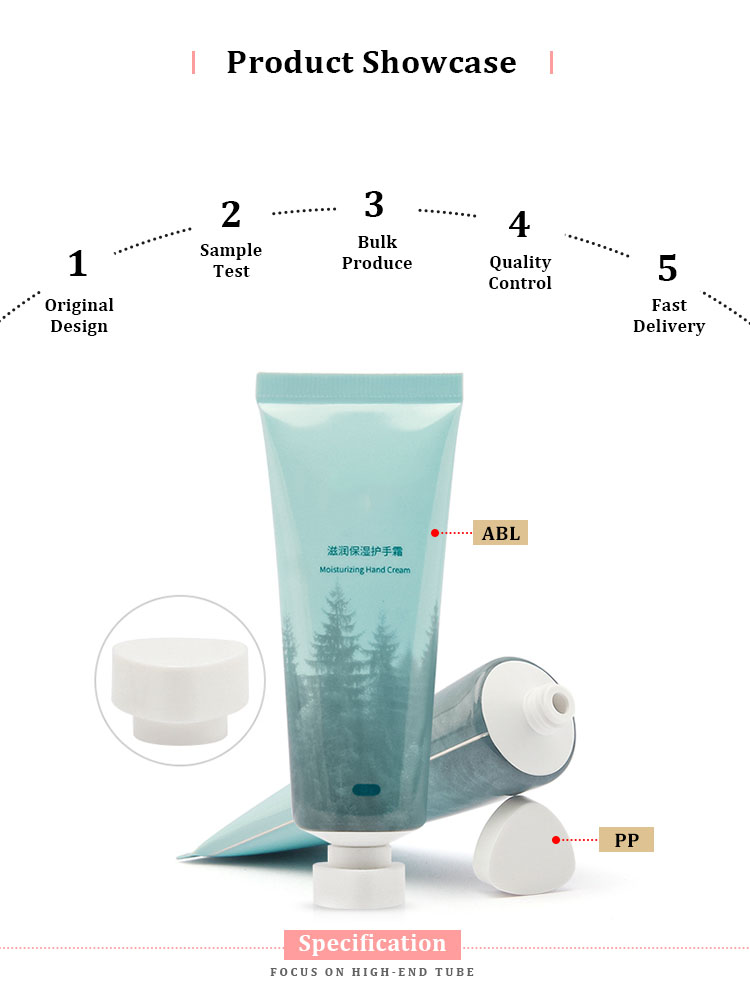 Product Showcase
1
Original
Design
2
Sample
Test
3
Bulk
Produce
4
Quality
Control
5
Fast
Delivery
滋润保湿护手霜
Moisturizing Hand Cream
ABL
PP
Specification
FOCUS ON HIGH-END TUBE